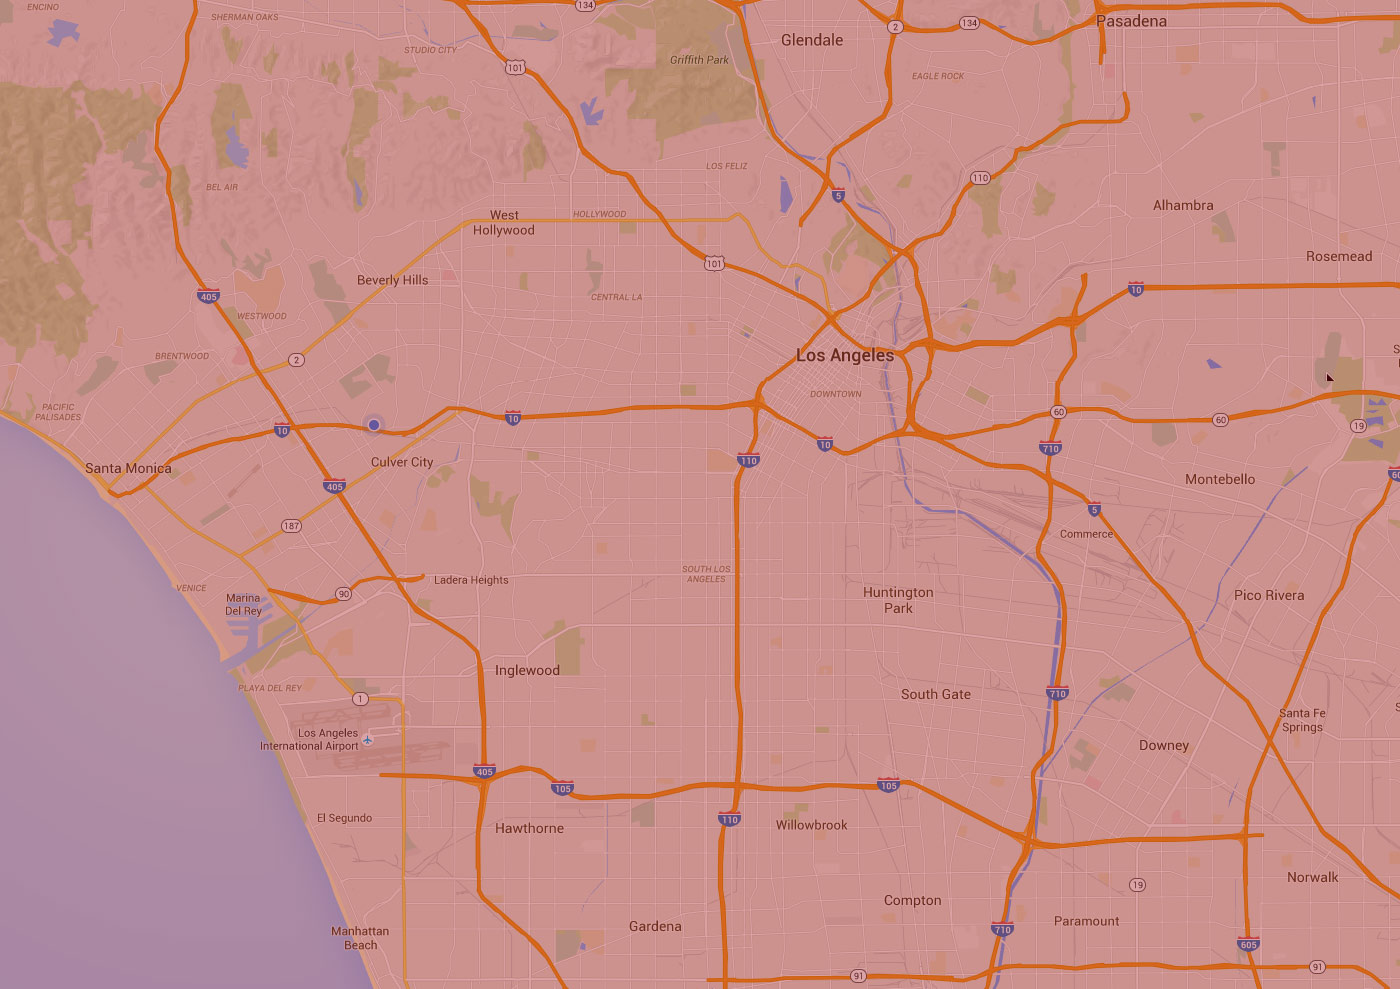 ENCINO
SHERMAN OAKS
134
Pasadena
2
134
Glendale
STUDIO CITY
Griffith Park
101
EAGLE ROCK
LOS FELIZ
110
BEL AIR
5
Alhambra
West
Hollywood
HOLLYWOOD
Rosemead
101
Beverly Hills
10
405
CENTRAL LA
WESTWOOD
BRENTWOOD
2
Los Angeles
DOWNTOWN
PACIFIC
PALISADES
10
10
60
60
19
10
710
110
Santa Monica
Culver City
405
Montebello
60
5
187
Commerce
SOUTH LOS
ANGELES
Ladera Heights
VENICE
90
Marina
Del Rey
Huntington
Park
Pico Rivera
Inglewood
PLAYA DEL REY
1
South Gate
710
Santa Fe
Springs
Los Angeles
International Airport
Downey
405
105
105
El Segundo
110
Hawthorne
Willowbrook
Norwalk
19
Compton
Gardena
Paramount
710
Manhattan
Beach
605
91
91